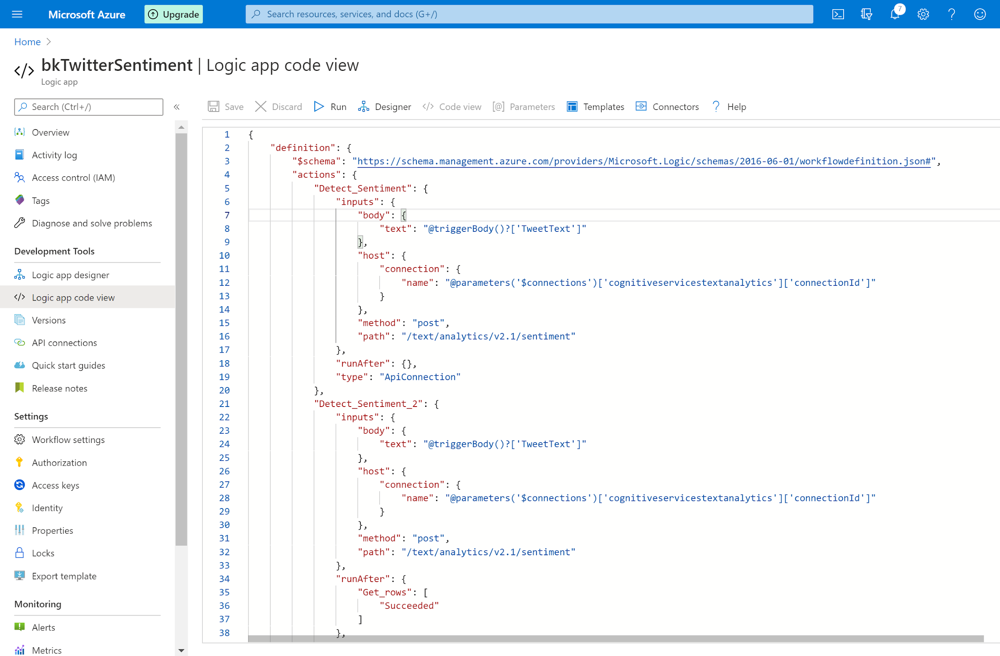 Microsoft Azure
Upgrade
Search resources, services, and docs (G+/)
7
Home
bkTwitterSentiment | Logic app code view
Logic app
Search (Ctrl+/)
Overview
Activity log
Access control (IAM)
Tags
Diagnose and solve problems
Development Tools
Logic app designer
Logic app code view
Versions
API connections
Quick start guides
Release notes
Settings
Workflow settings
Authorization
Access keys
Identity
Properties
Locks
Export template
Monitoring
Alerts
Metrics
Save Discard Run Designer Code view Parameters Templates Connectors Help
1 {
2 "definition": {
3 "$schema": "https://schema.management.azure.com/providers/Microsoft.Logic/schemas/2016-06-01/workflowdefinition.json#",
4 "actions": {
5 "Detect_Sentiment": {
6 "inputs": {
7 "body": {
8 "text": "@triggerBody()?['TweetText']"
9 },
10 "host": {
11 "connection": {
12 "name": "@parameters('$connections')['cognitiveservicestextanalytics']['connectionId']"
13 }
14 },
15 "method": "post",
16 "path": "/text/analytics/v2.1/sentiment"
17 },
18 "runAfter": {},
19 "type": "ApiConnection"
20 },
21 "Detect_Sentiment_2": {
22 "inputs": {
23 "body": {
24 "text": "@triggerBody()?['TweetText']"
25 },
26 "host": {
27 "connection": {
28 "name": "@parameters('$connections')['cognitiveservicestextanalytics']['connectionId']"
29 }
30 },
31 "method": "post",
32 "path": "/text/analytics/v2.1/sentiment"
33 },
34 "runAfter": {
35 "Get_rows": [
36 "Succeeded"
37 ]
38 },